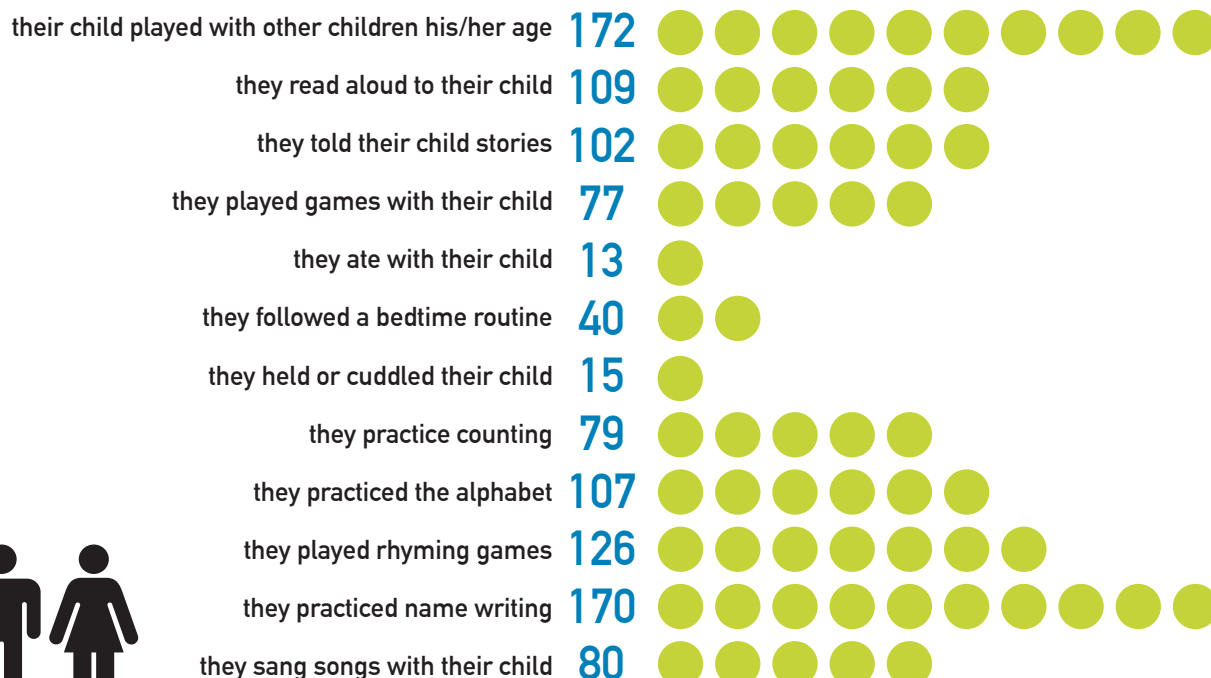 their child played with other children his/her age 172
they read aloud to their child 109
they told their child stories 102
they played games with their child 77
they ate with their child 13
they followed a bedtime routine 40
they held or cuddled their child 15
they practice counting 79
they practiced the alphabet 107
they played rhyming games 126
they practiced name writing 170
they sang songs with their child 80